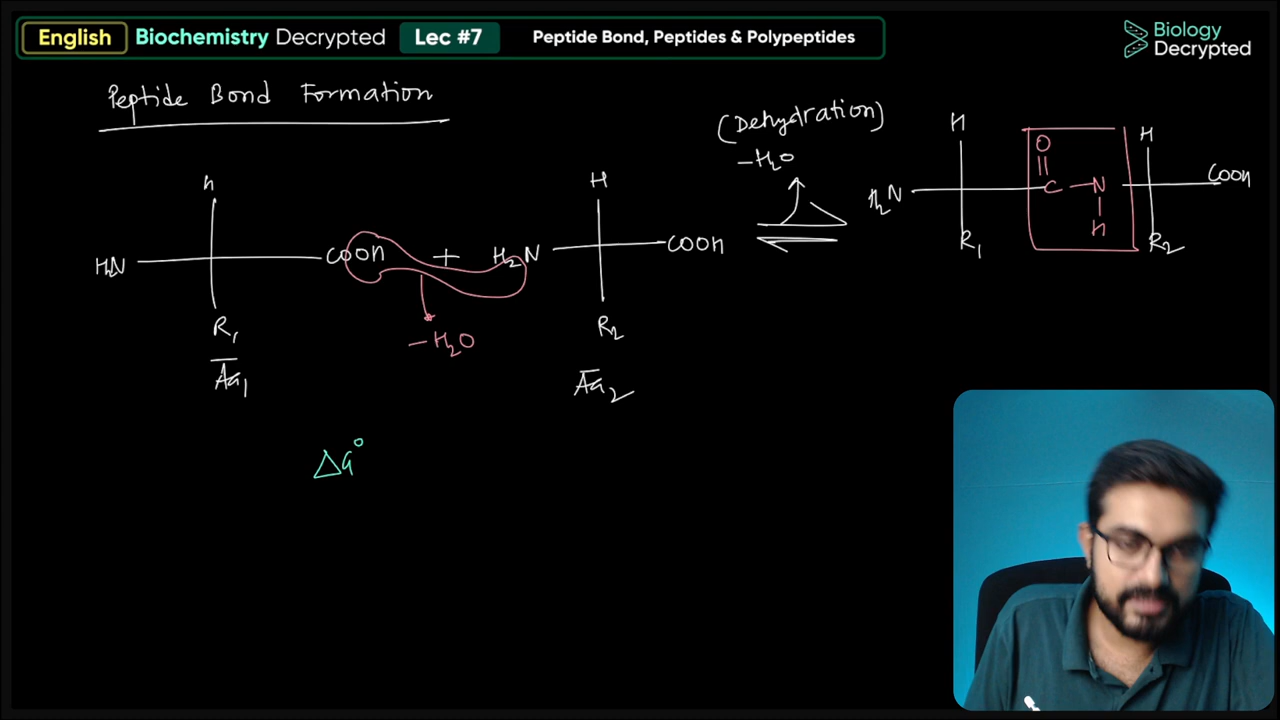 English Biochemistry Decrypted Lec #7 Peptide Bond, Peptides & Polypeptides
Biology Decrypted
Peptide Bond Formation
(Dehydration)
-H2O
H
H2N COOH
R1
Aa1
+
-H2O
H
H2N COOH
R2
Aa2
H H
O
H2N C-N COOH
H
R1 R2
ΔG°